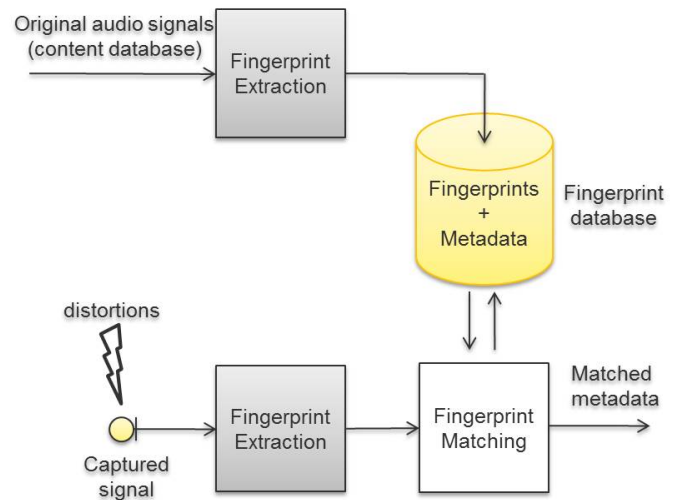 Original audio signals
(content database)
Fingerprint
Extraction
Fingerprints
+
Metadata
Fingerprint
database
distortions
Captured
signal
Fingerprint
Extraction
Fingerprint
Matching
Matched
metadata